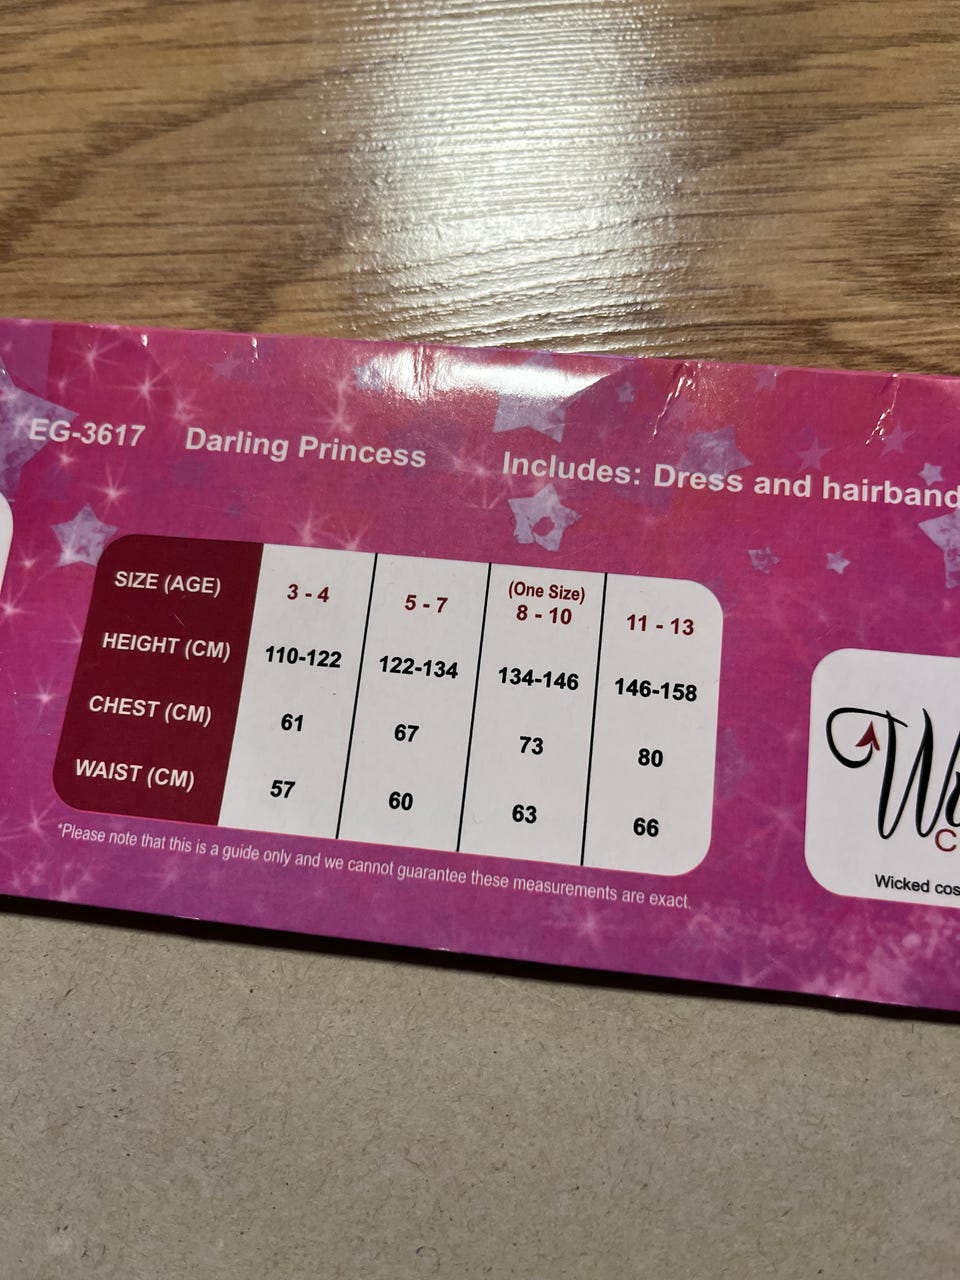 EG-3617 Darling Princess Includes: Dress and hairband
SIZE (AGE) 3 - 4 5 - 7 (One Size) 8 - 10 11 - 13
HEIGHT (CM) 110-122 122-134 134-146 146-158
CHEST (CM) 61 67 73 80
WAIST (CM) 57 60 63 66
*Please note that this is a guide only and we cannot guarantee these measurements are exact.
Wicked